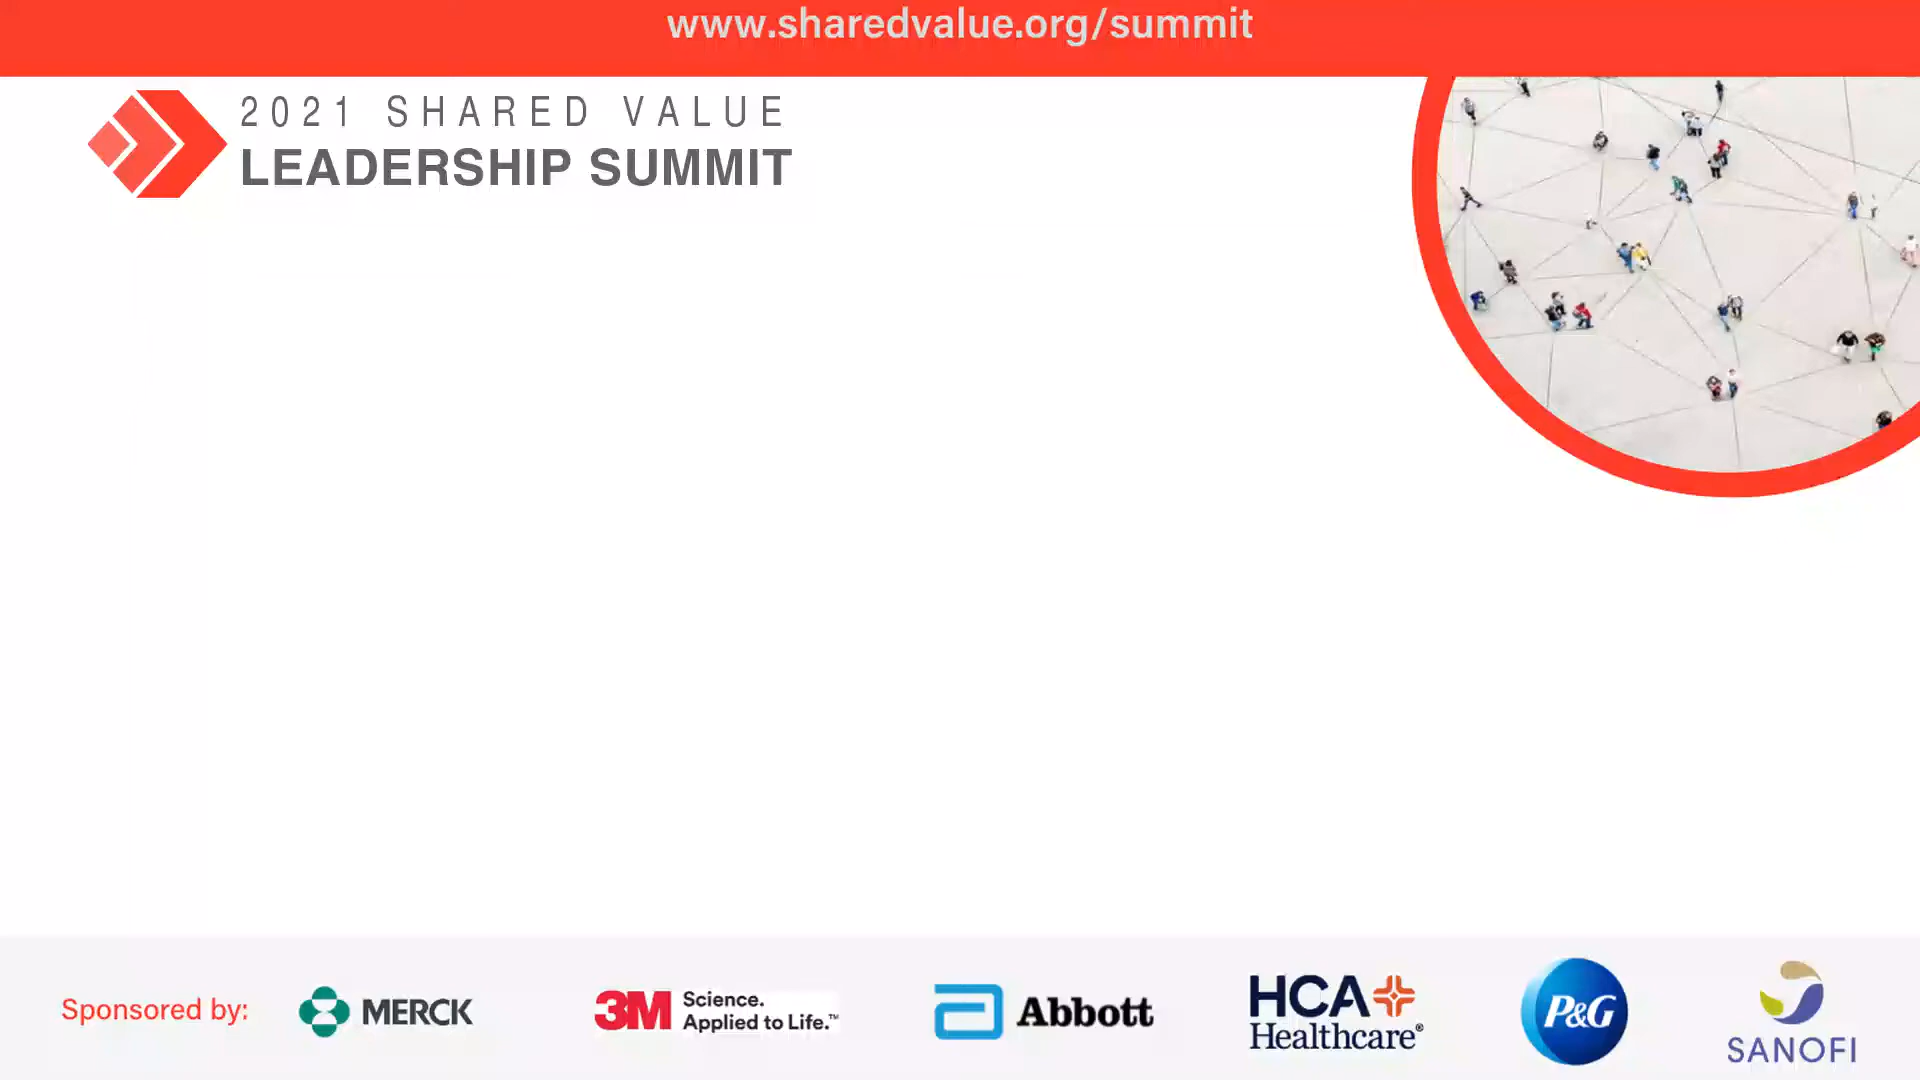 www.sharedvalue.org/summit
2021 SHARED VALUE
LEADERSHIP SUMMIT
Sponsored by:
MERCK
3M Science.
Applied to Life.™
Abbott
HCA
Healthcare®
P&G
SANOFI